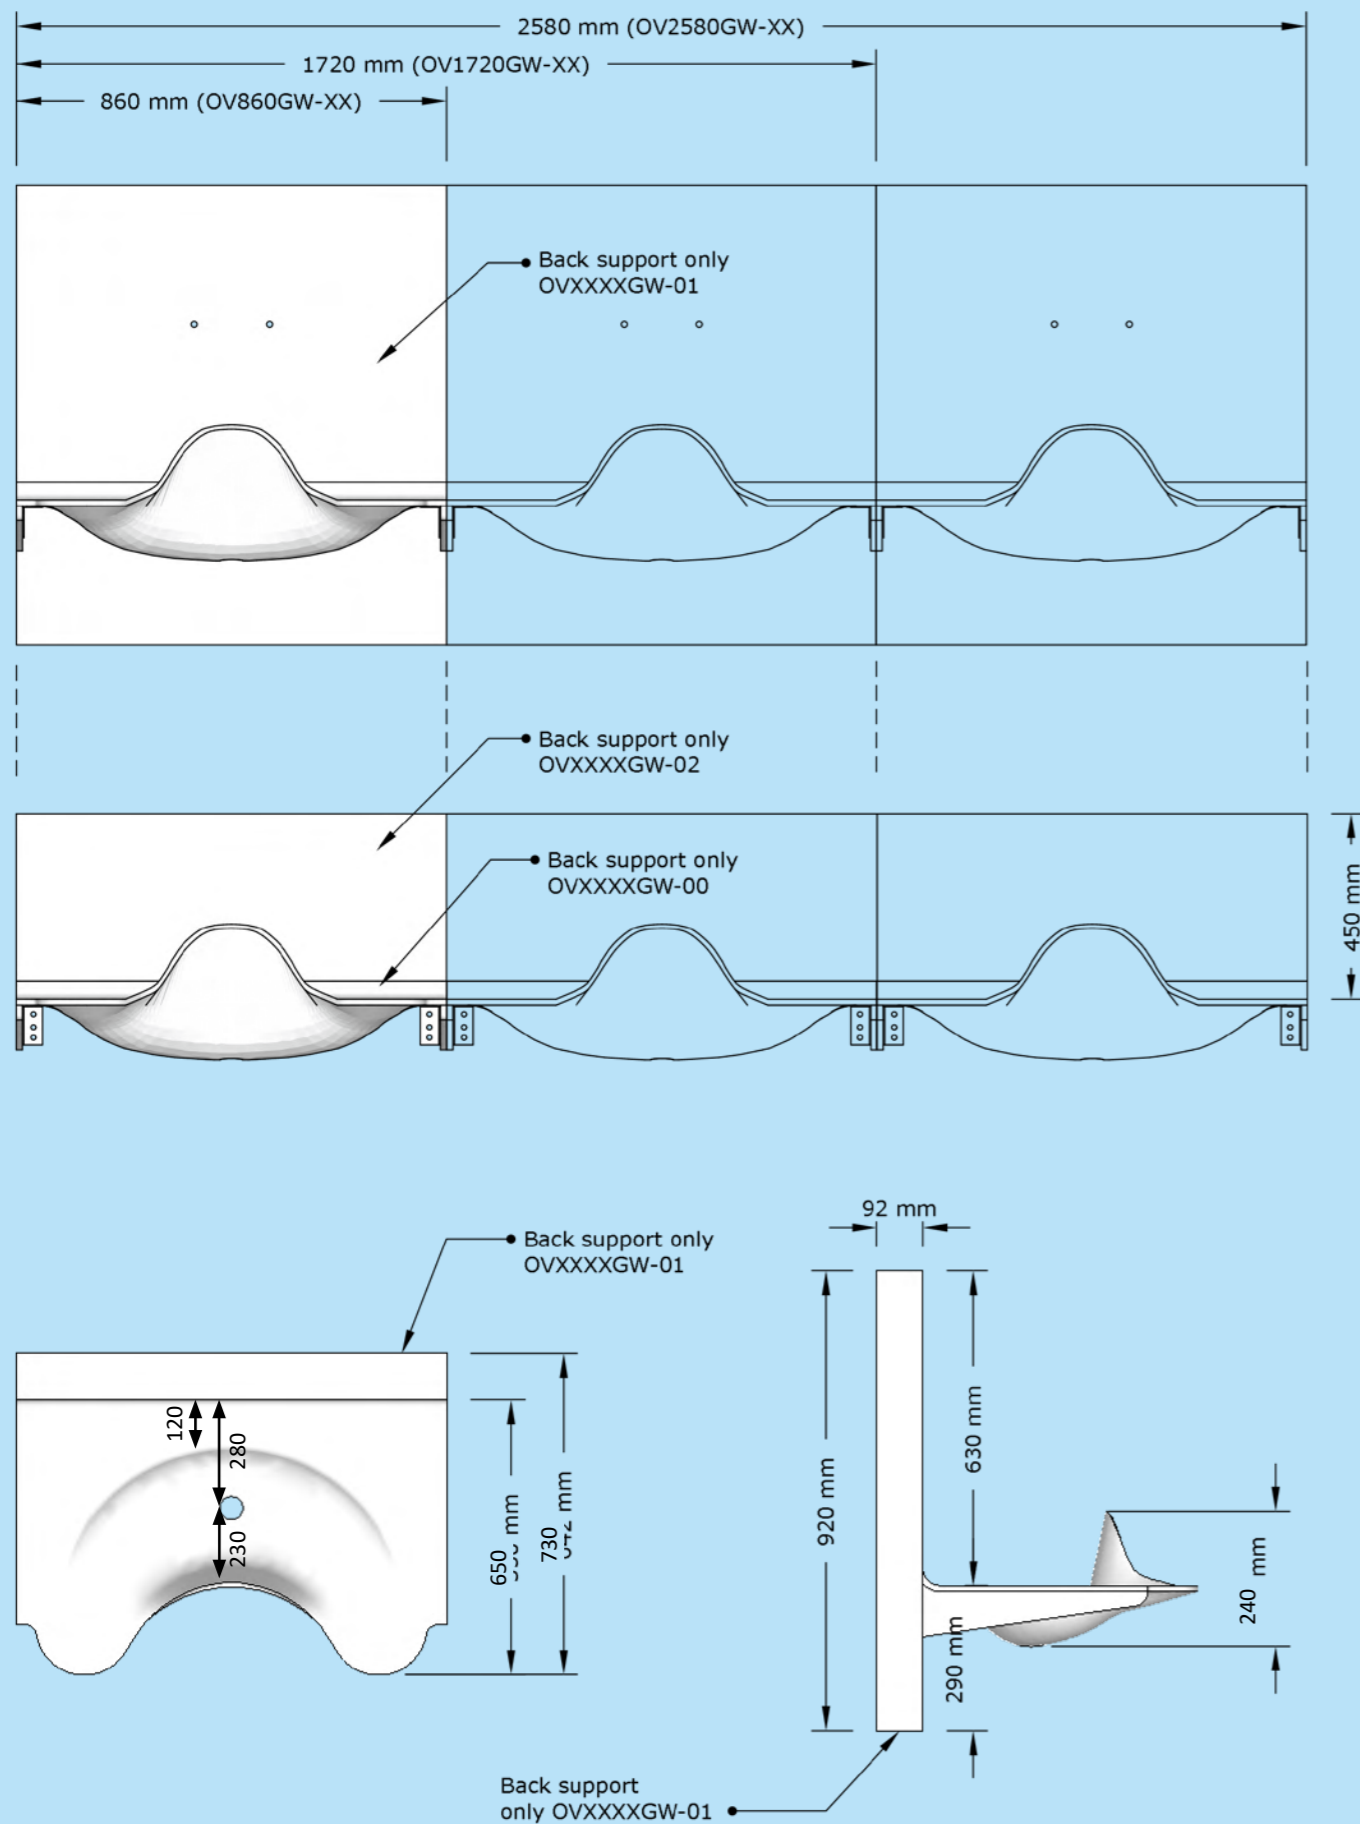 2580 mm (OV2580GW-XX)
1720 mm (OV1720GW-XX)
860 mm (OV860GW-XX)
Back support only
OVXXXXGW-01
Back support only
OVXXXXGW-02
Back support only
OVXXXXGW-00
450 mm
92 mm
Back support only
OVXXXXGW-01
120
280
230
650 mm
730 mm
920 mm
630 mm
290 mm
240 mm
Back support
only OVXXXXGW-01